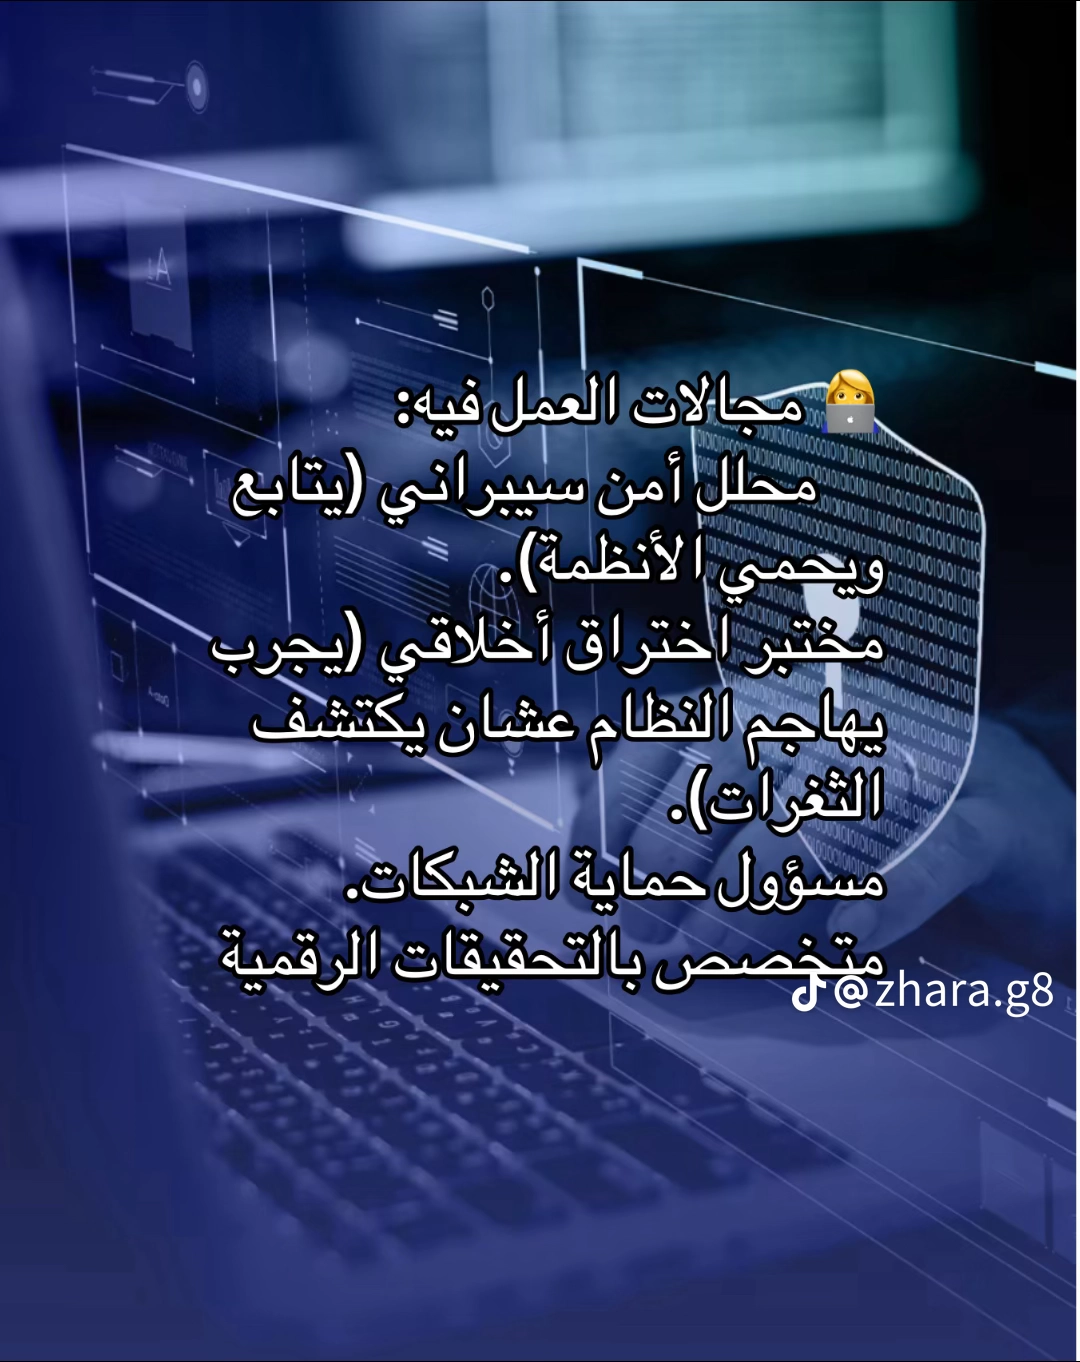 👩‍💻 مجالات العمل فيه:
محلل أمن سيبراني (يتابع
ويحمي الأنظمة).
مختبر اختراق أخلاقي (يجرب
يهاجم النظام عشان يكتشف
الثغرات).
مسؤول حماية الشبكات.
متخصص بالتحقيقات الرقمية
@zhara.g8